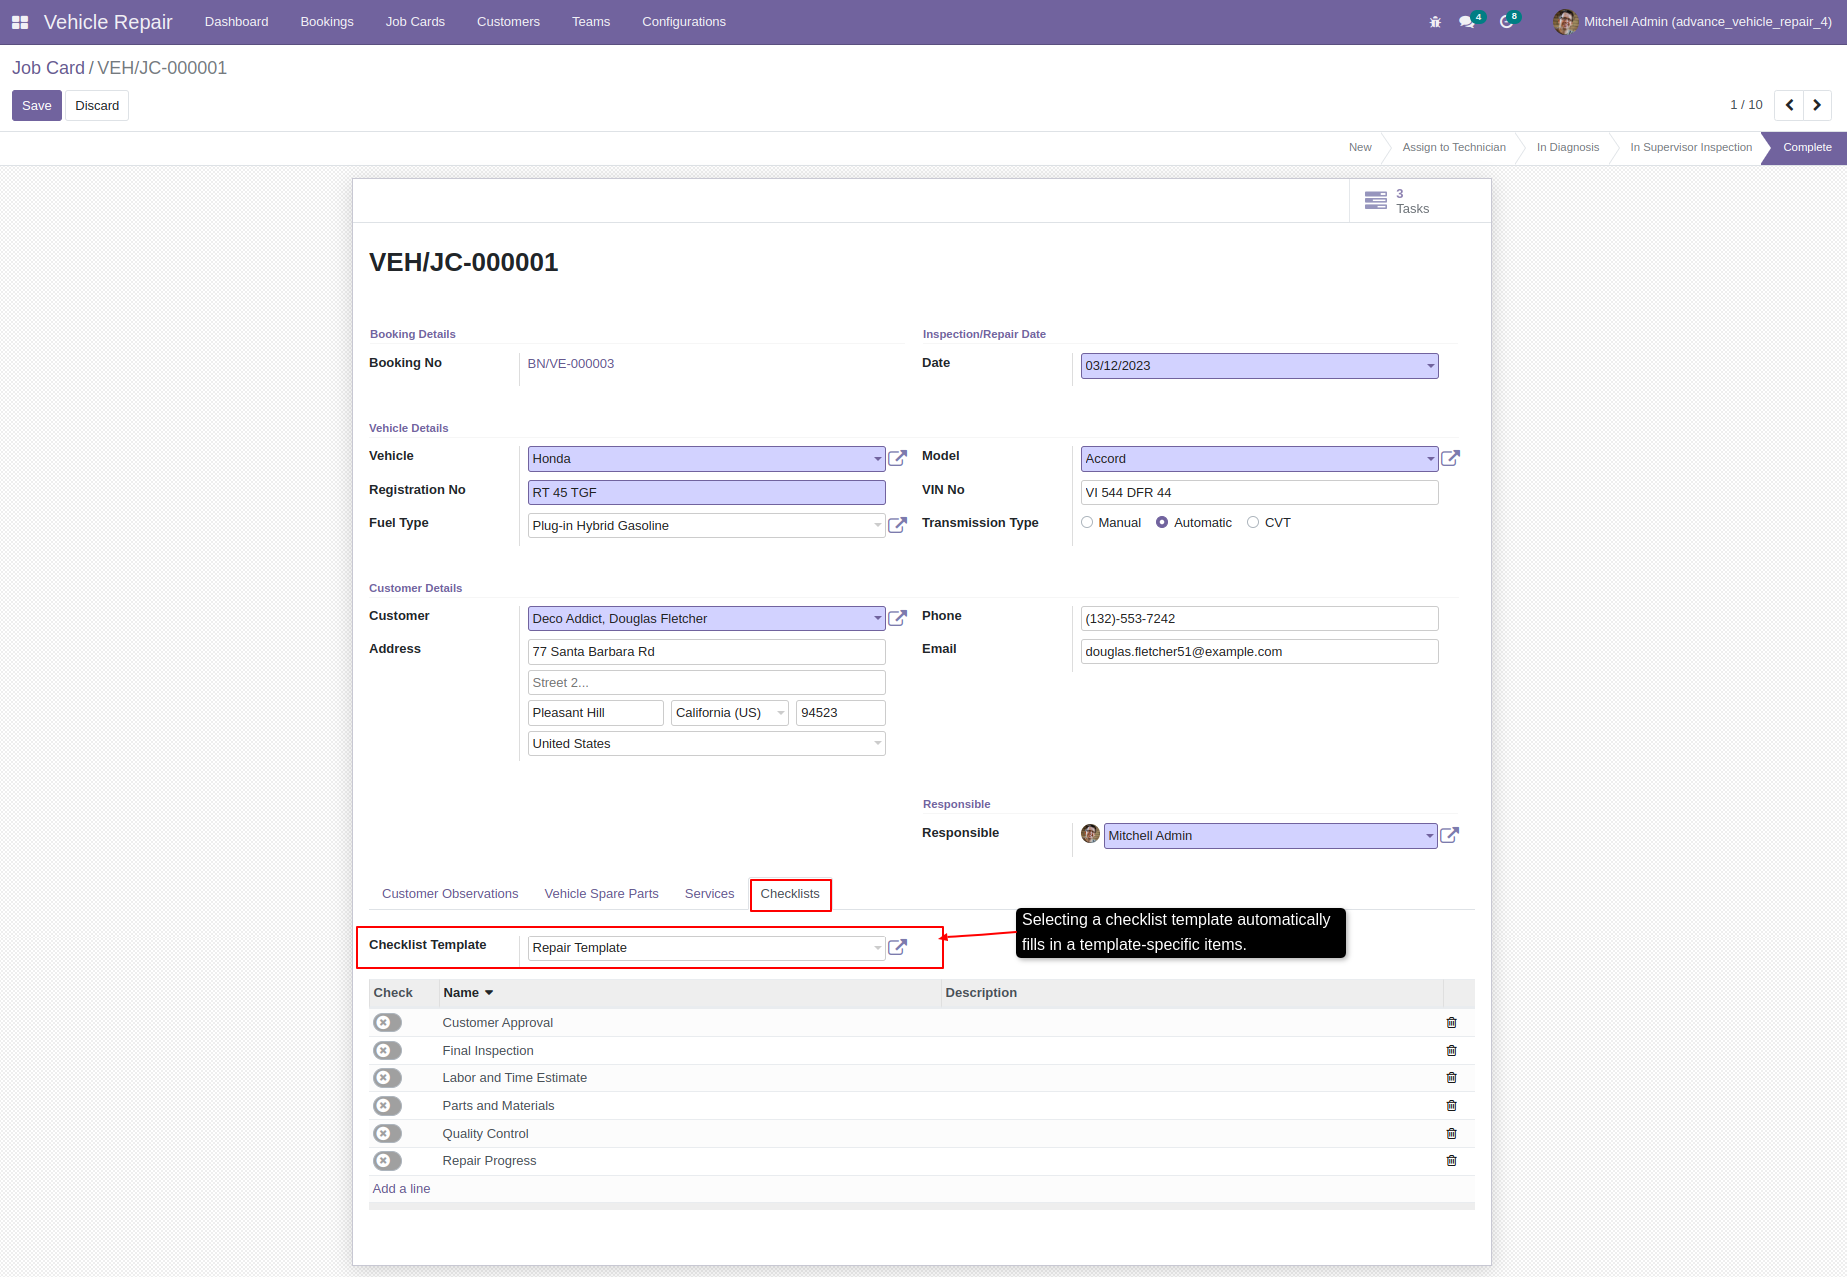 Vehicle Repair Dashboard Bookings Job Cards Customers Teams Configurations 4 8 Mitchell Admin (advance_vehicle_repair_4)
Job Card / VEH/JC-000001
Save Discard 1 / 10
New Assign to Technician In Diagnosis In Supervisor Inspection Complete
3
Tasks
VEH/JC-000001
Booking Details Inspection/Repair Date
Booking No BN/VE-000003 Date 03/12/2023
Vehicle Details
Vehicle Honda Model Accord
Registration No RT 45 TGF VIN No VI 544 DFR 44
Fuel Type Plug-in Hybrid Gasoline Transmission Type Manual Automatic CVT
Customer Details
Customer Deco Addict, Douglas Fletcher Phone (132)-553-7242
Address 77 Santa Barbara Rd Email douglas.fletcher51@example.com
Street 2...
Pleasant Hill California (US) 94523
United States
Responsible
Responsible Mitchell Admin
Customer Observations Vehicle Spare Parts Services Checklists
Selecting a checklist template automatically
fills in a template-specific items.
Checklist Template Repair Template
Check Name Description
Customer Approval
Final Inspection
Labor and Time Estimate
Parts and Materials
Quality Control
Repair Progress
Add a line